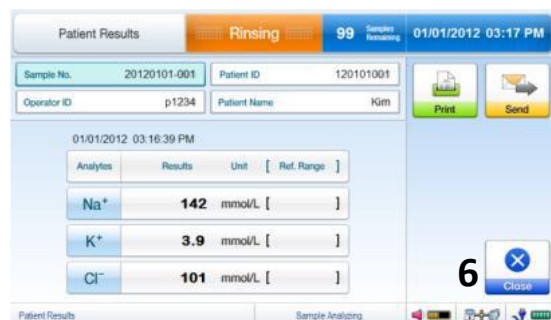 Patient Results Rinsing 99 Samples Remaining 01/01/2012 03:17 PM
Sample No. 20120101-001 Patient ID 120101001
Operator ID p1234 Patient Name Kim
Print Send
01/01/2012 03:16:39 PM
Analytes Results Unit [ Ref. Range ]
Na⁺ 142 mmol/L [ ]
K⁺ 3.9 mmol/L [ ]
Cl⁻ 101 mmol/L [ ]
6 Close
Patient Results Sample Analyzing